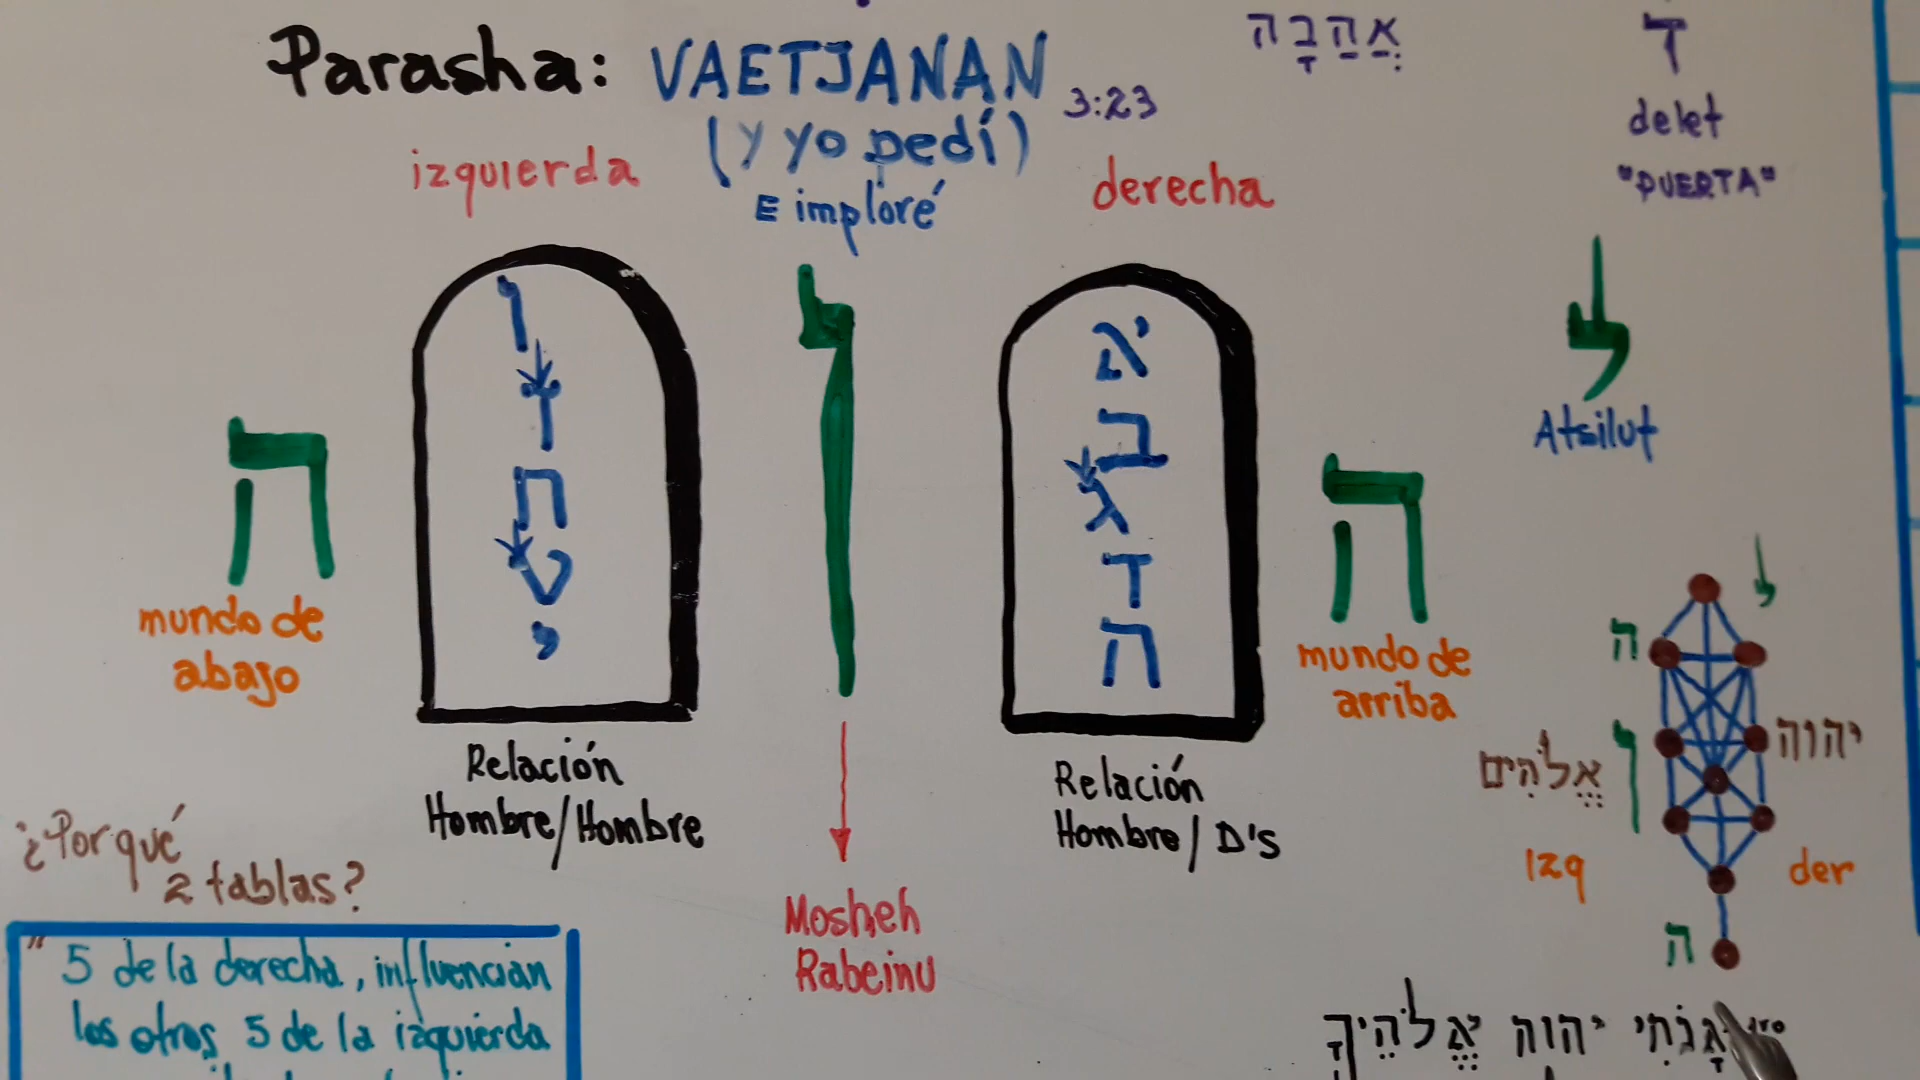 Parasha: VAETJANAN 3:23
(y yo pedí)
E imploré
izquierda
derecha
אֲהַבָה
ד
delet
"PUERTA"
ו
ז
ח
ט
י
ו
א
ב
ג
ד
ה
ה
mundo de
abajo
ה
mundo de
arriba
י
Atsilut
Relación
Hombre/Hombre
Relación
Hombre/D'S
Mosheh
Rabeinu
¿Por qué
2 tablas?
" 5 de la derecha, influencian
los otros 5 de la izquierda
י
ה
אֱלֹהִים
ו
יהוה
Izq
der
ה
אָנֹכִי יהוה אֱלֹהֶיךָ